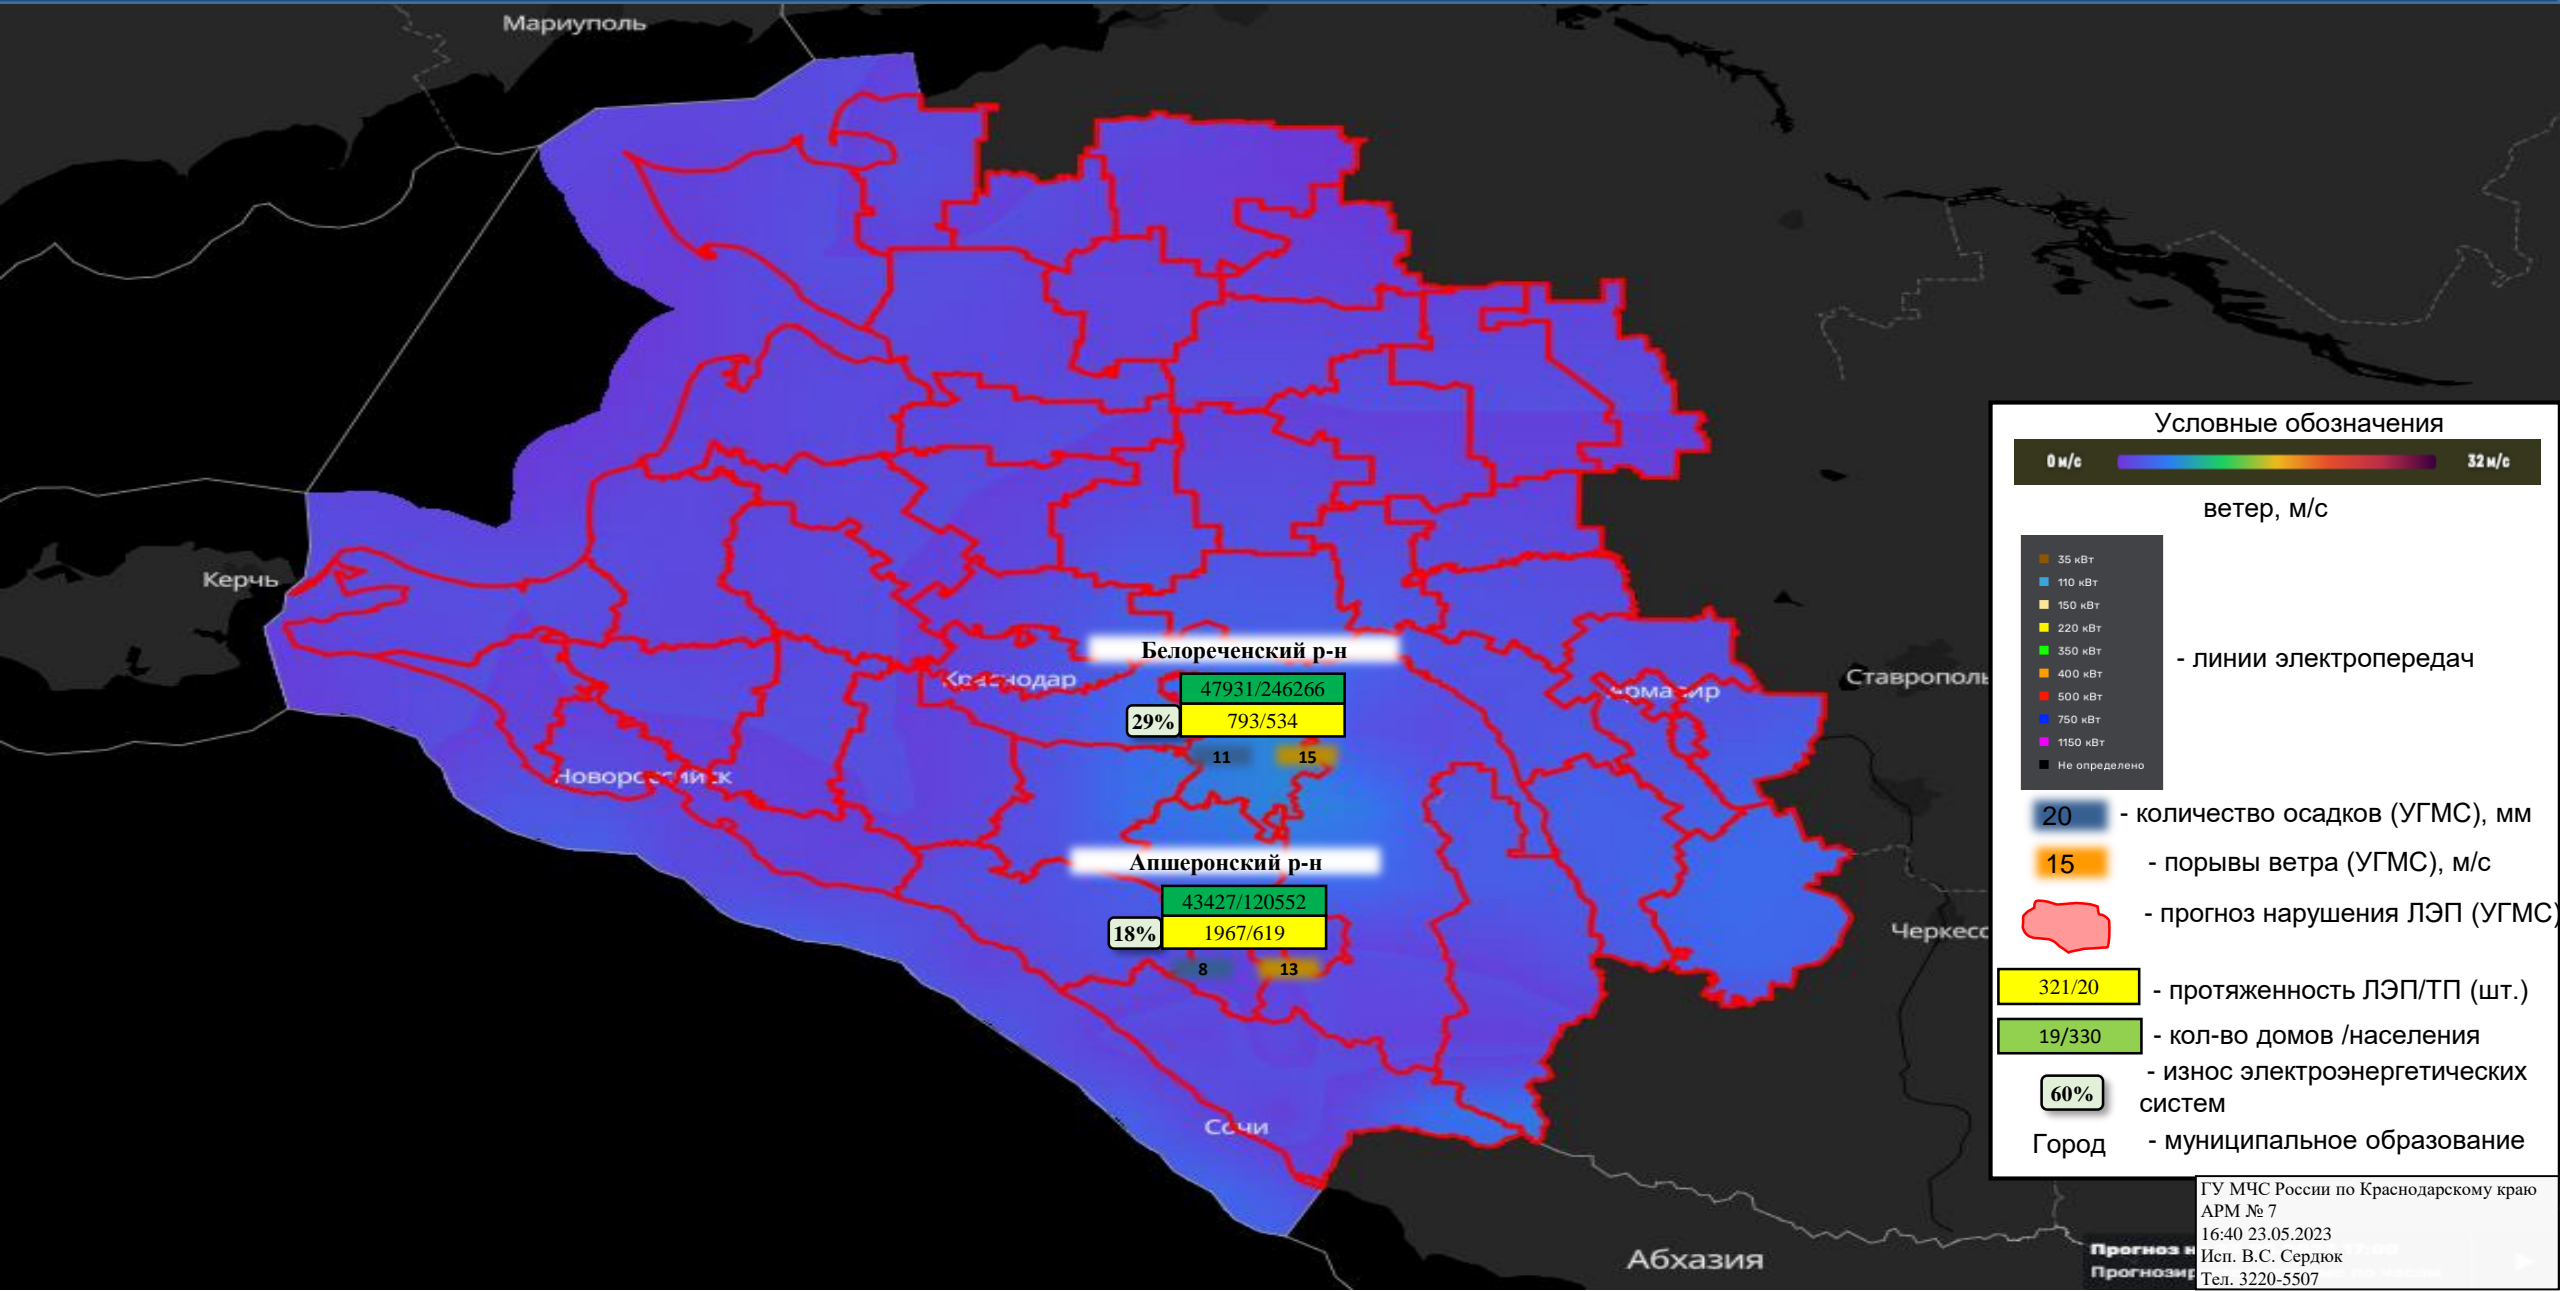 Мариуполь
Керчь
Краснодар
Новороссийск
Армавир
Ставрополь
Сочи
Абхазия
Белореченский р-н
47931/246266
29%
793/534
11
15
Апшеронский р-н
43427/120552
18%
1967/619
8
13
Условные обозначения
0 м/с
32 м/с
ветер, м/с
35 кВт
110 кВт
150 кВт
220 кВт
350 кВт
400 кВт
500 кВт
750 кВт
1150 кВт
Не определено
- линии электропередач
20 - количество осадков (УГМС), мм
15 - порывы ветра (УГМС), м/с
- прогноз нарушения ЛЭП (УГМС)
321/20 - протяженность ЛЭП/ТП (шт.)
19/330 - кол-во домов /населения
- износ электроэнергетических
60% систем
Город - муниципальное образование
ГУ МЧС России по Краснодарскому краю
АРМ № 7
16:40 23.05.2023
Исп. В.С. Сердюк
Тел. 3220-5507
Прогноз